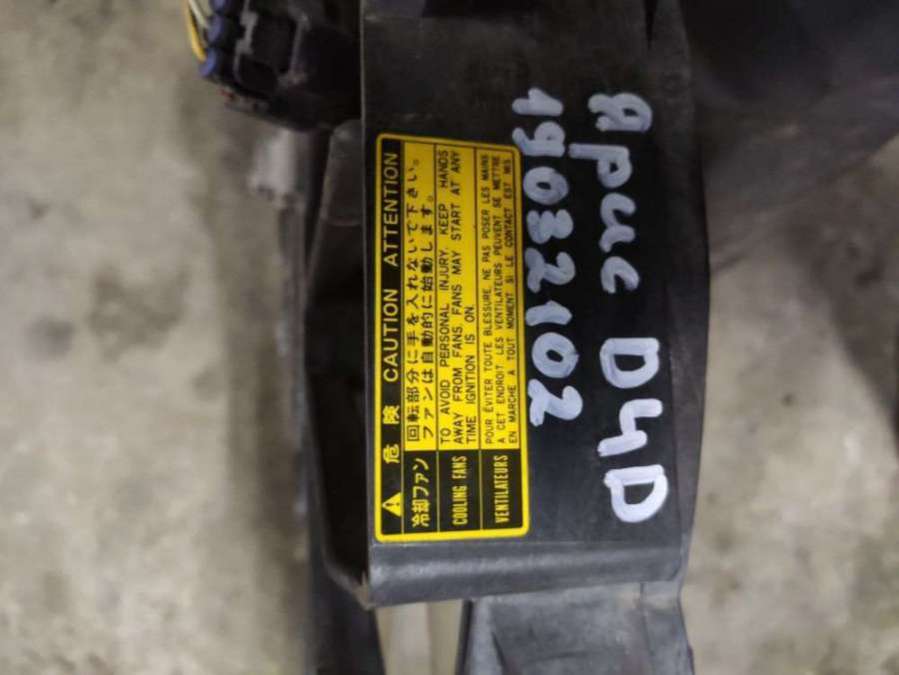 危険 CAUTION ATTENTION
冷却ファン
回転部分に手を入れないで下さい。
ファンは自動的に始動します。
COOLING FANS
TO AVOID PERSONAL INJURY, KEEP HANDS
AWAY FROM FANS. FANS MAY START AT ANY
TIME IGNITION IS ON.
VENTILATEURS
POUR ÉVITER TOUTE BLESSURE, NE PAS POSER LES MAINS
A CET ENDROIT. LES VENTILATEURS PEUVENT SE METTRE
EN MARCHE A TOUT MOMENT SI LE CONTACT EST MIS.
Ярис D4D
19032102